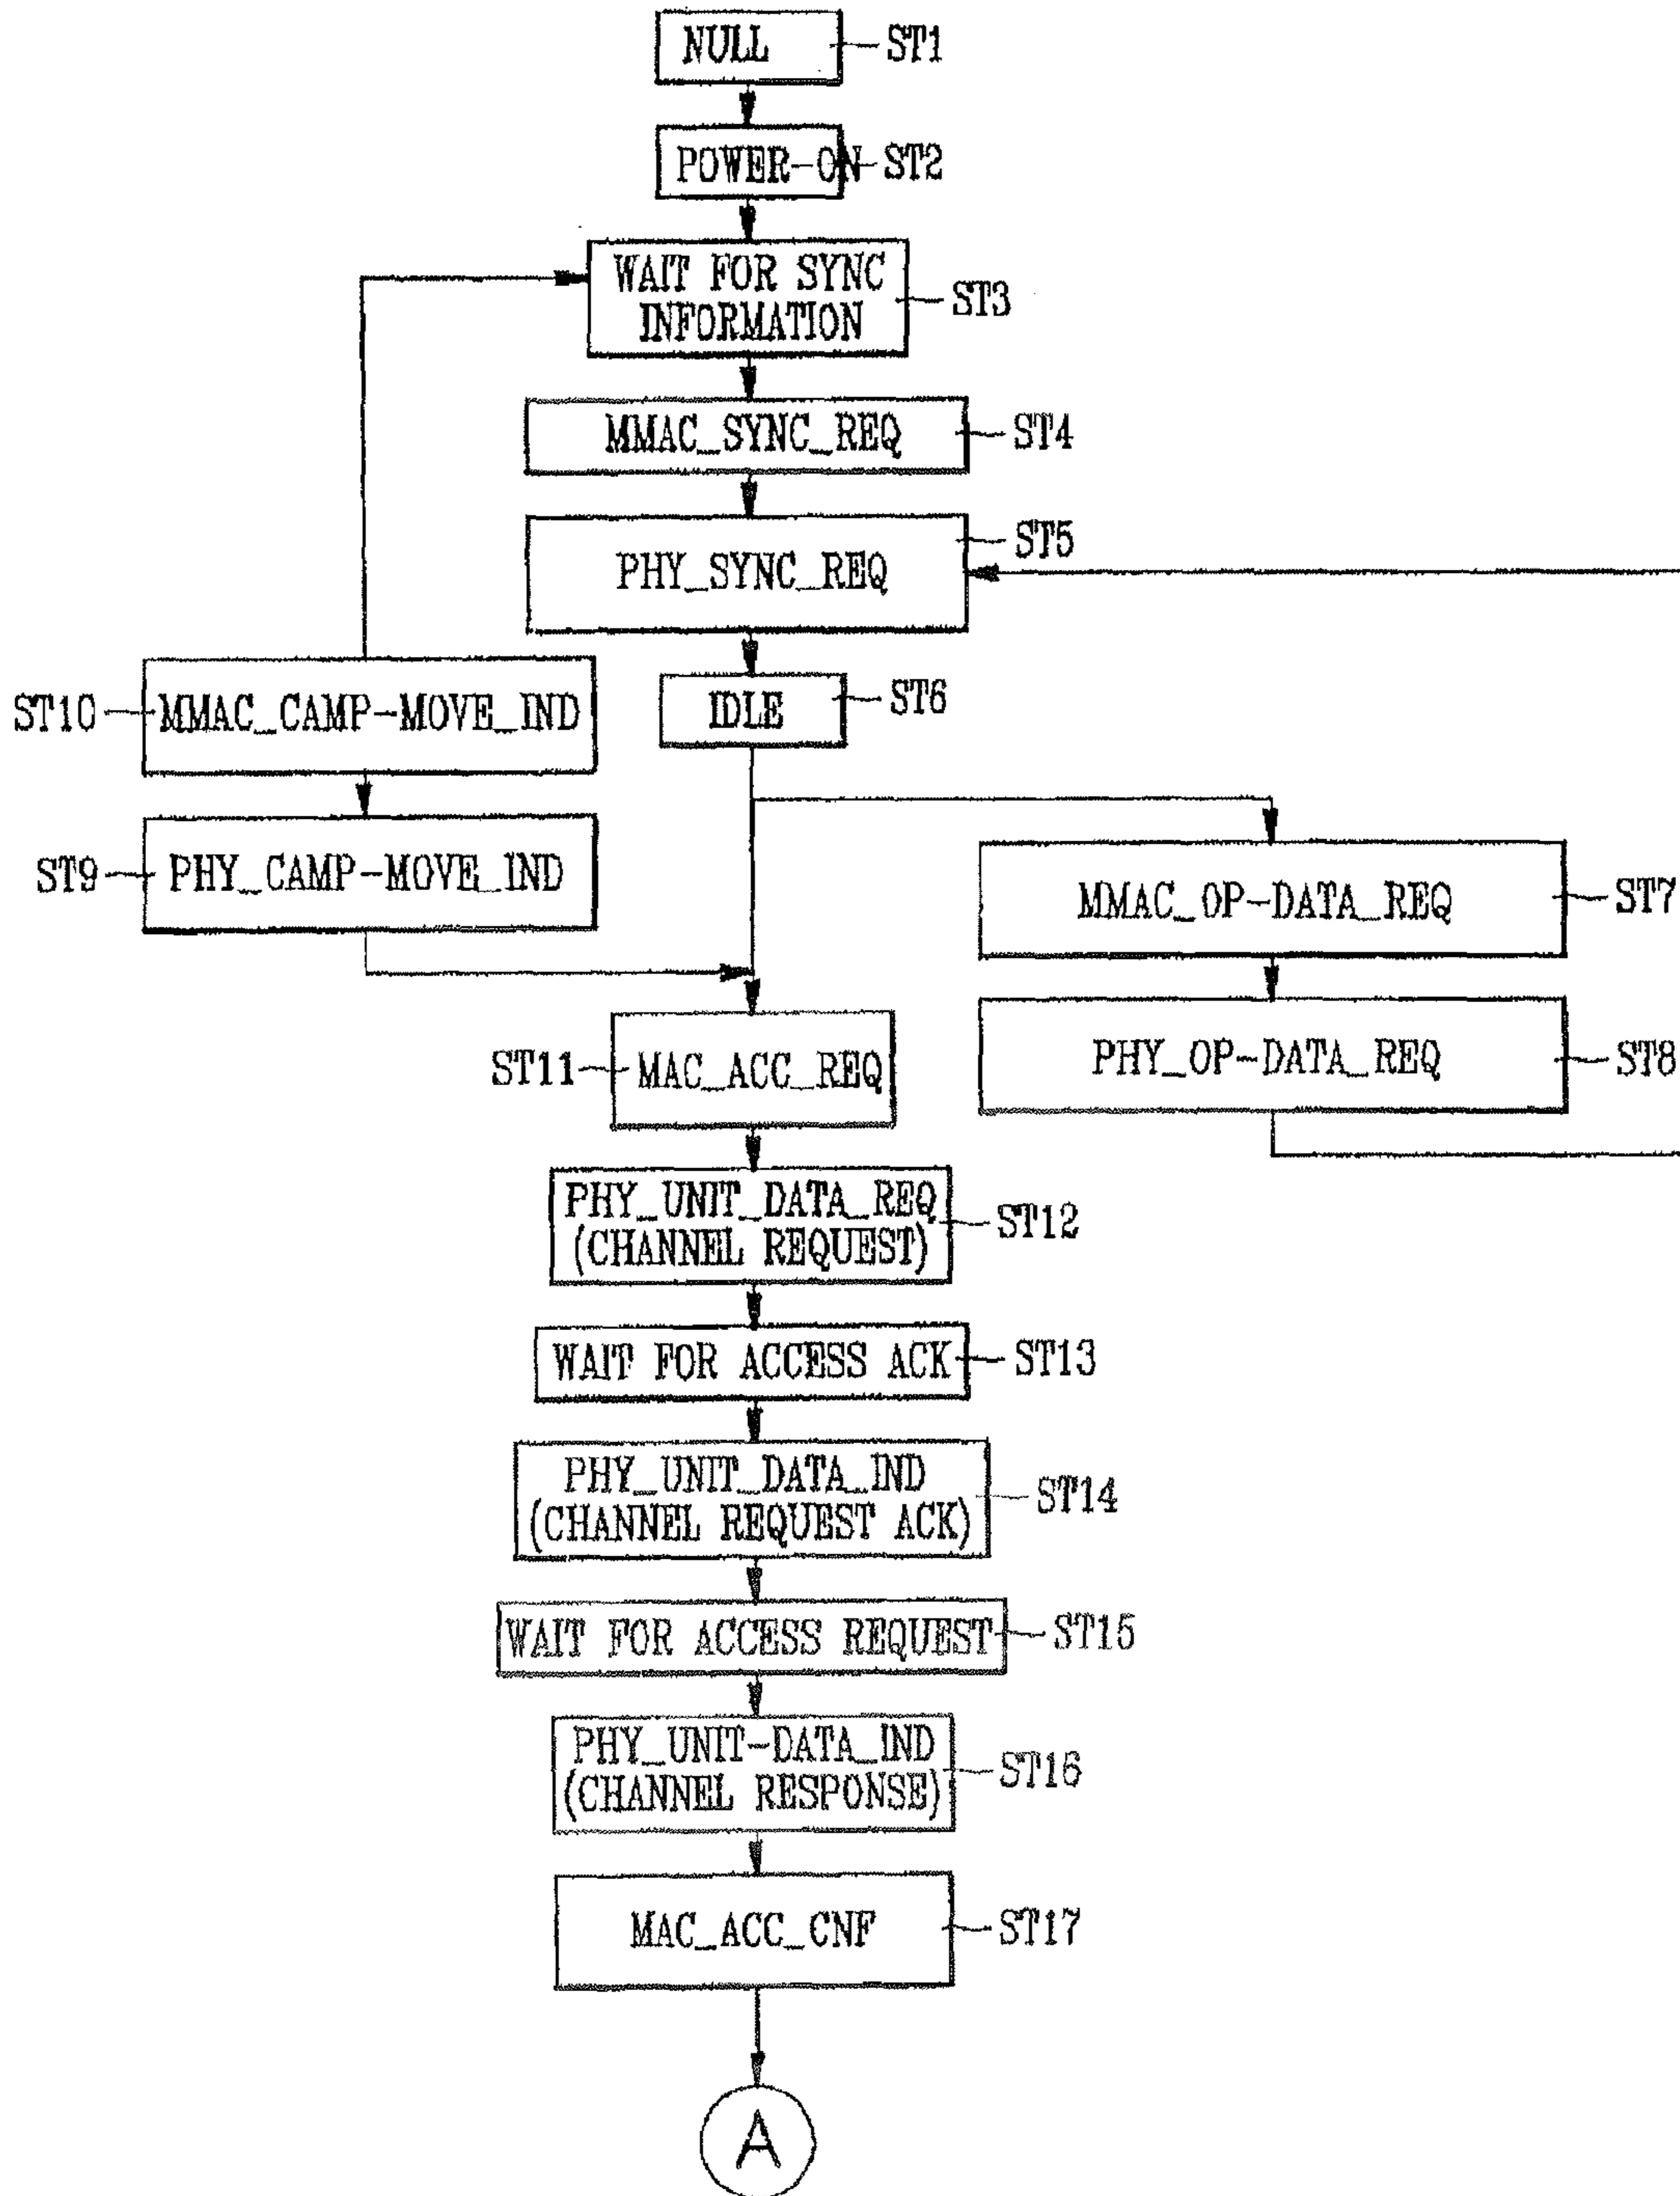 NULL ST1
POWER-ON ST2
WAIT FOR SYNC
INFORMATION
ST3
MMAC_SYNC_REQ ST4
PHY_SYNC_REQ
ST5
ST10 MMAC_CAMP-MOVE_IND
IDLE ST6
ST9 PHY_CAMP-MOVE_IND
MMAC_OP-DATA_REQ ST7
ST11 MAC_ACC_REQ
PHY_OP-DATA_REQ ST8
PHY_UNIT_DATA_REQ
(CHANNEL REQUEST)
ST12
WAIT FOR ACCESS ACK ST13
PHY_UNIT_DATA_IND
(CHANNEL REQUEST ACK)
ST14
WAIT FOR ACCESS REQUEST ST15
PHY_UNIT-DATA_IND
(CHANNEL RESPONSE)
ST16
MAC_ACC_CNF ST17
A